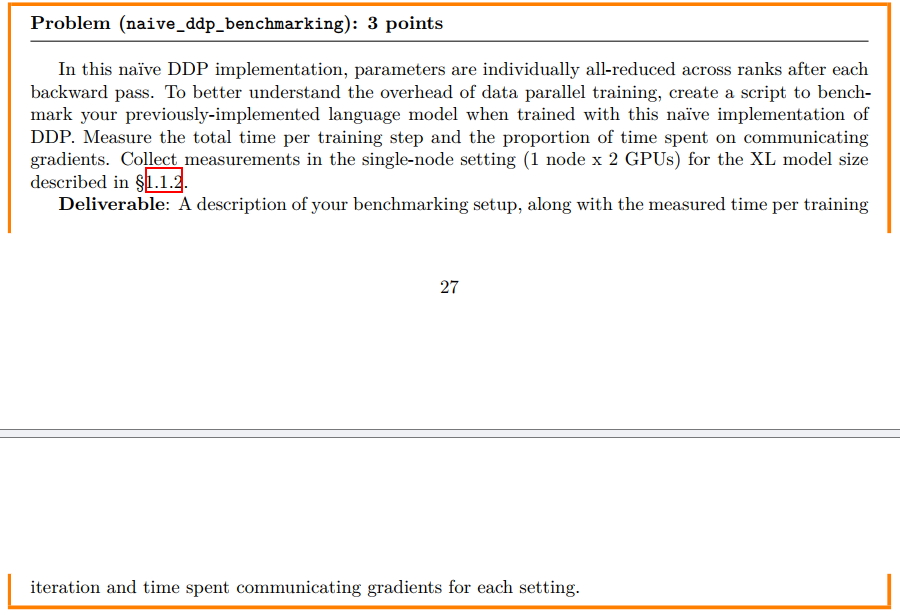 Problem (naive_ddp_benchmarking): 3 points
In this naïve DDP implementation, parameters are individually all-reduced across ranks after each
backward pass. To better understand the overhead of data parallel training, create a script to bench-
mark your previously-implemented language model when trained with this naïve implementation of
DDP. Measure the total time per training step and the proportion of time spent on communicating
gradients. Collect measurements in the single-node setting (1 node x 2 GPUs) for the XL model size
described in §1.1.2.
Deliverable: A description of your benchmarking setup, along with the measured time per training
27
iteration and time spent communicating gradients for each setting.